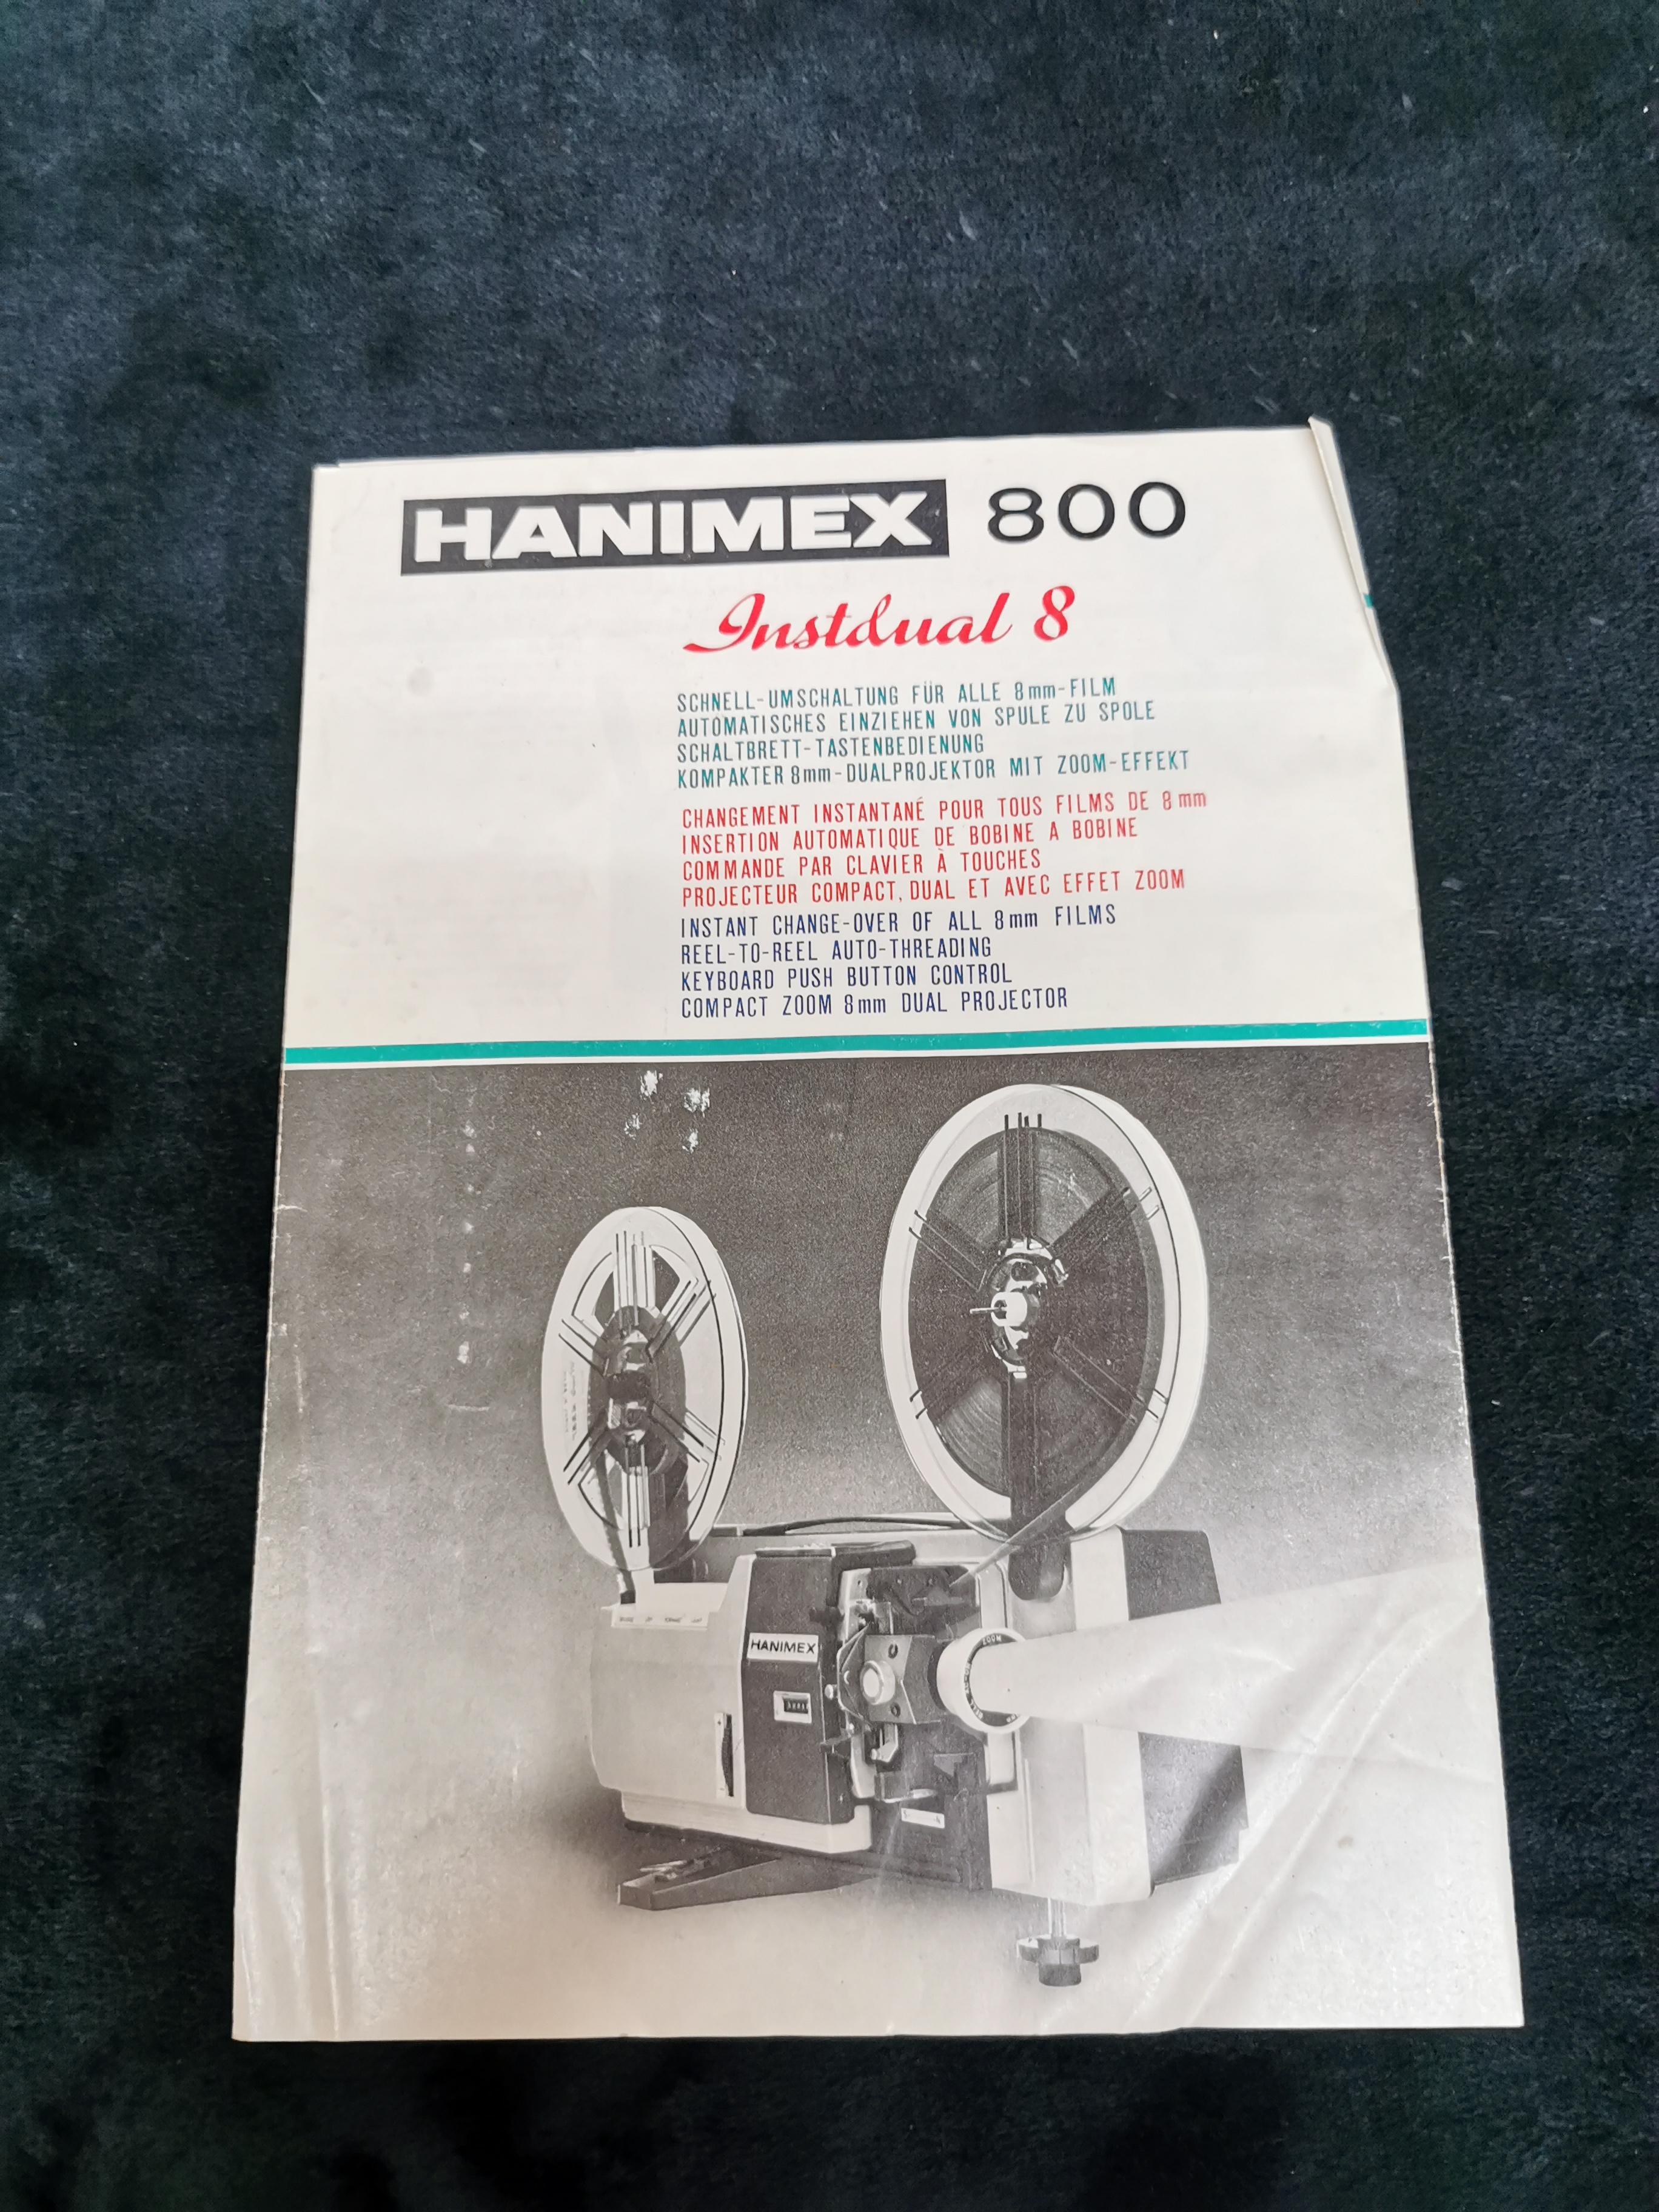 HANIMEX 800
Instdual 8
SCHNELL-UMSCHALTUNG FÜR ALLE 8mm-FILM
AUTOMATISCHES EINZIEHEN VON SPULE ZU SPOLE
SCHALTBRETT-TASTENBEDIENUNG
KOMPAKTER 8mm-DUALPROJEKTOR MIT ZOOM-EFFEKT
CHANGEMENT INSTANTANÉ POUR TOUS FILMS DE 8mm
INSERTION AUTOMATIQUE DE BOBINE A BOBINE
COMMANDE PAR CLAVIER À TOUCHES
PROJECTEUR COMPACT, DUAL ET AVEC EFFET ZOOM
INSTANT CHANGE-OVER OF ALL 8mm FILMS
REEL-TO-REEL AUTO-THREADING
KEYBOARD PUSH BUTTON CONTROL
COMPACT ZOOM 8mm DUAL PROJECTOR
HANIMEX
ZOOM